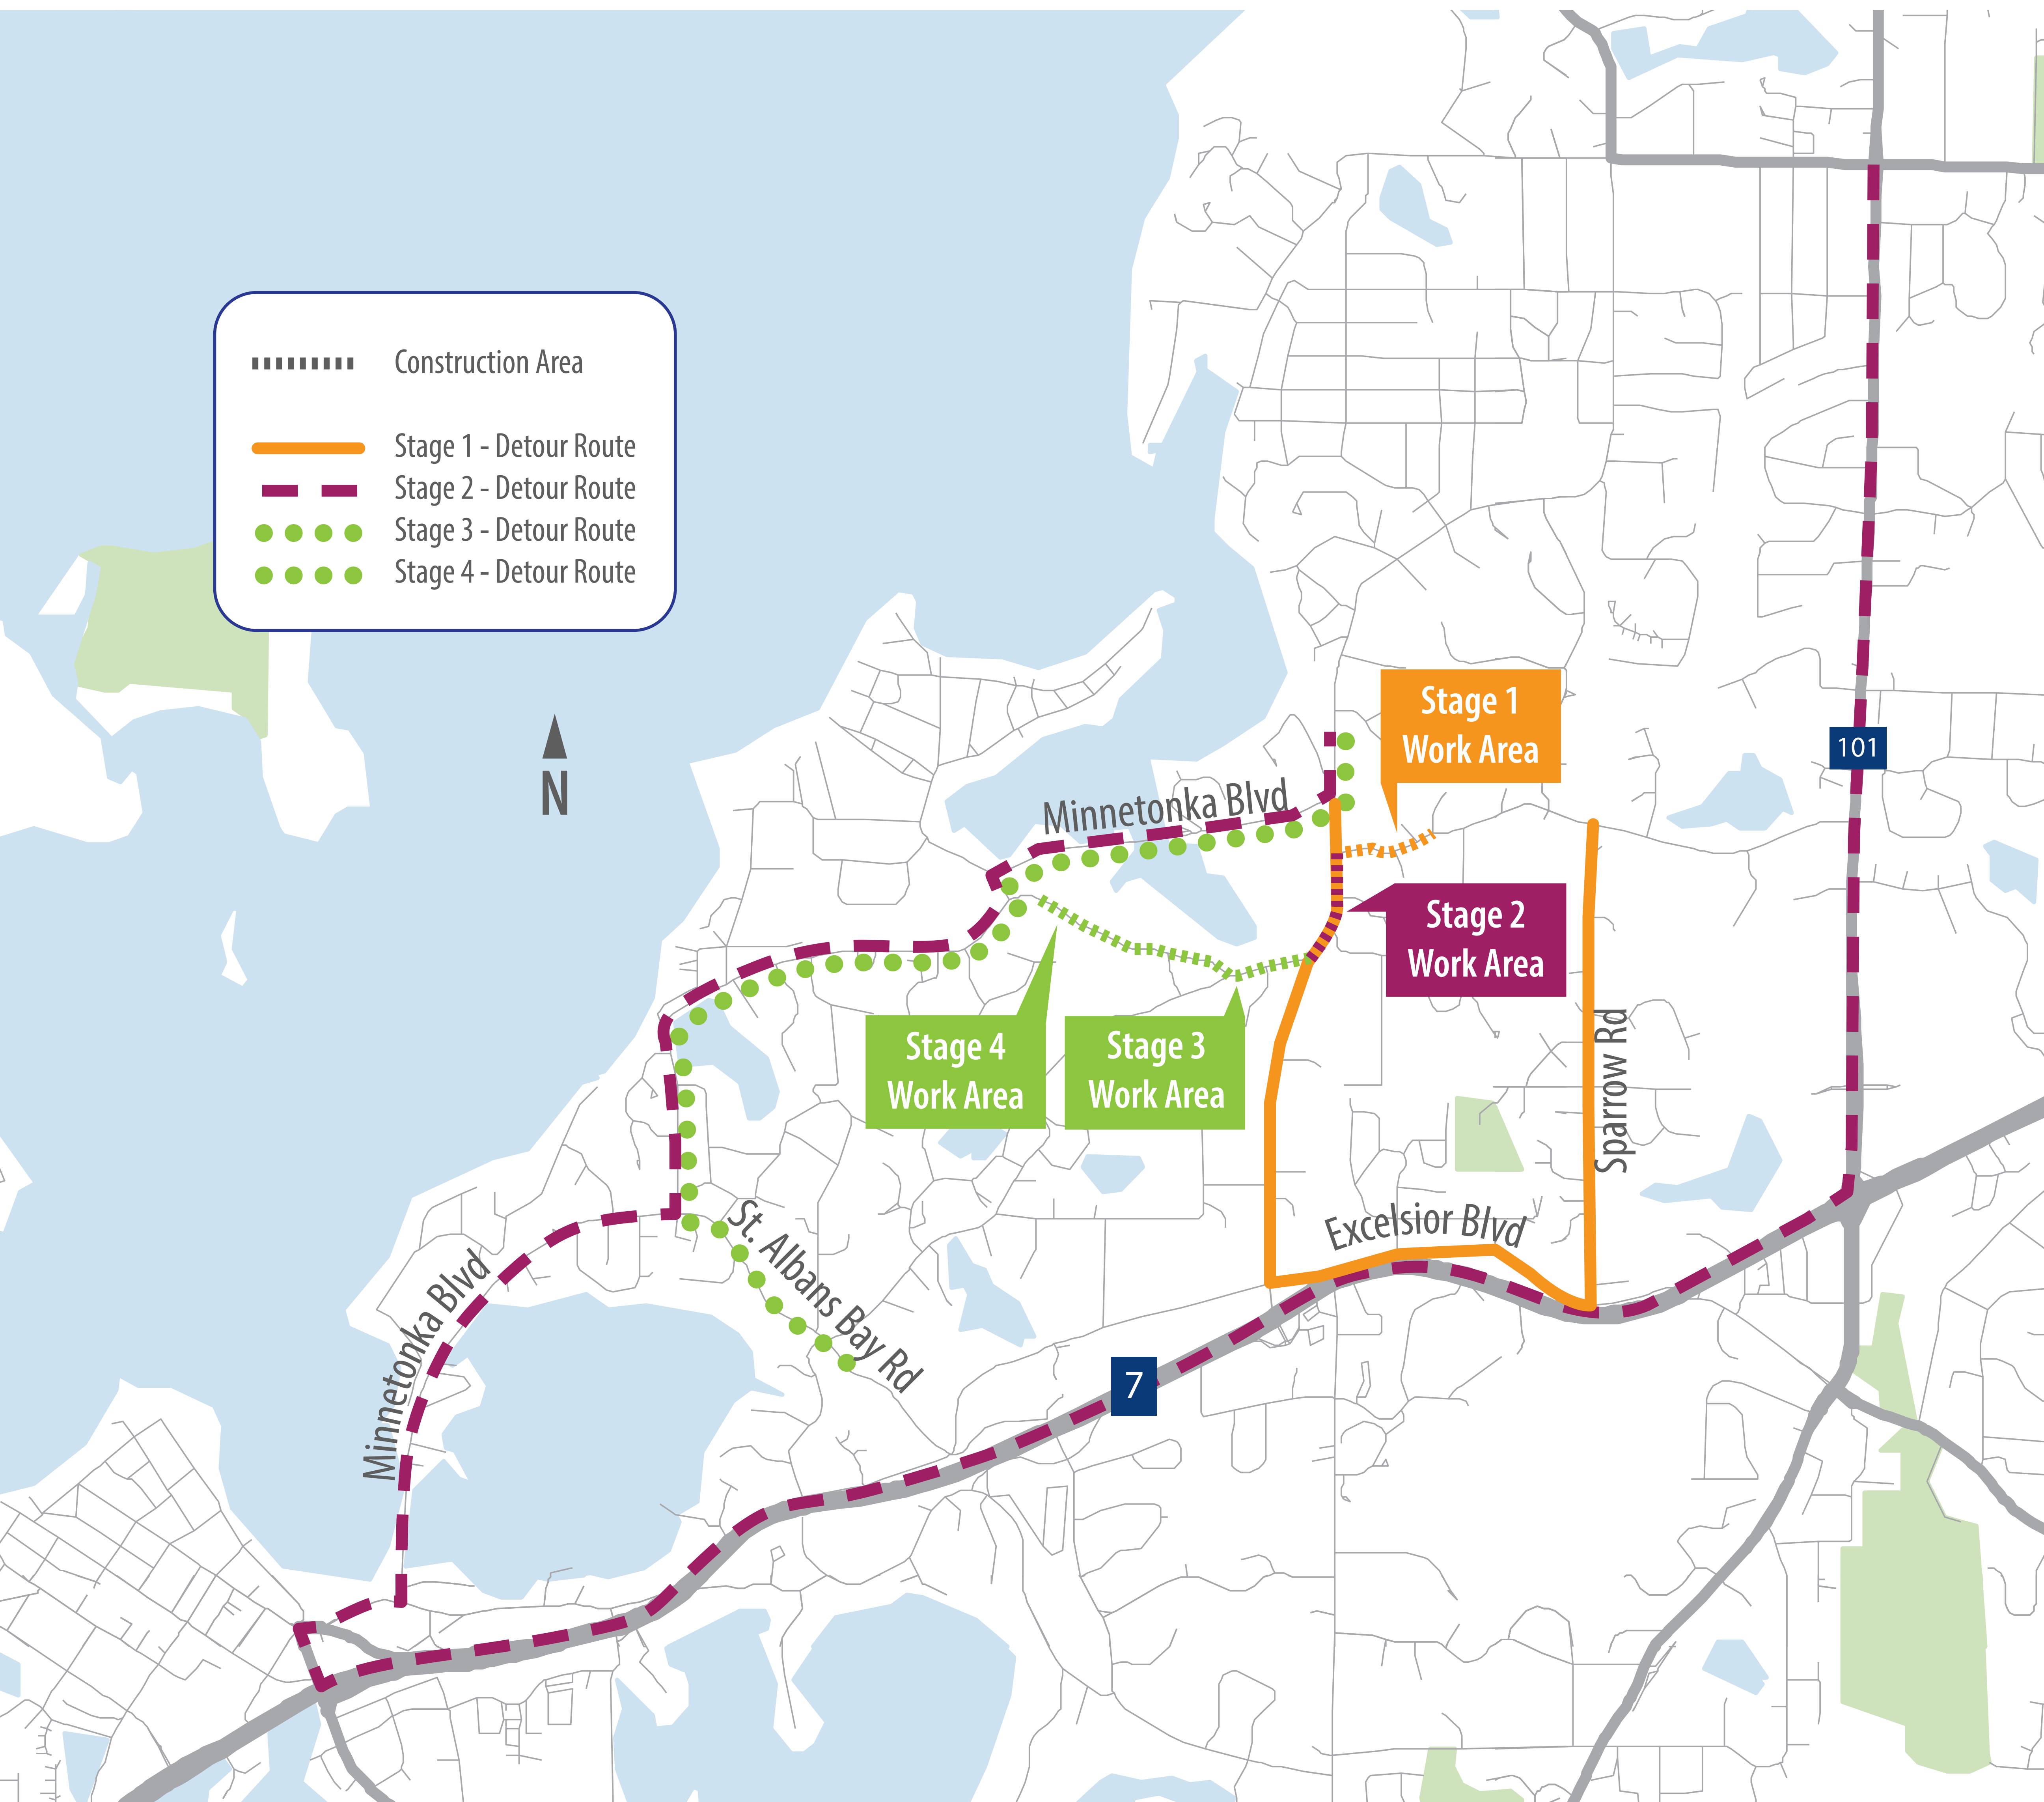 Construction Area
Stage 1 - Detour Route
Stage 2 - Detour Route
Stage 3 - Detour Route
Stage 4 - Detour Route
N
Stage 1
Work Area
101
Minnetonka Blvd
Stage 2
Work Area
Stage 4
Work Area
Stage 3
Work Area
Sparrow Rd
Excelsior Blvd
St. Albans Bay Rd
Minnetonka Blvd
7